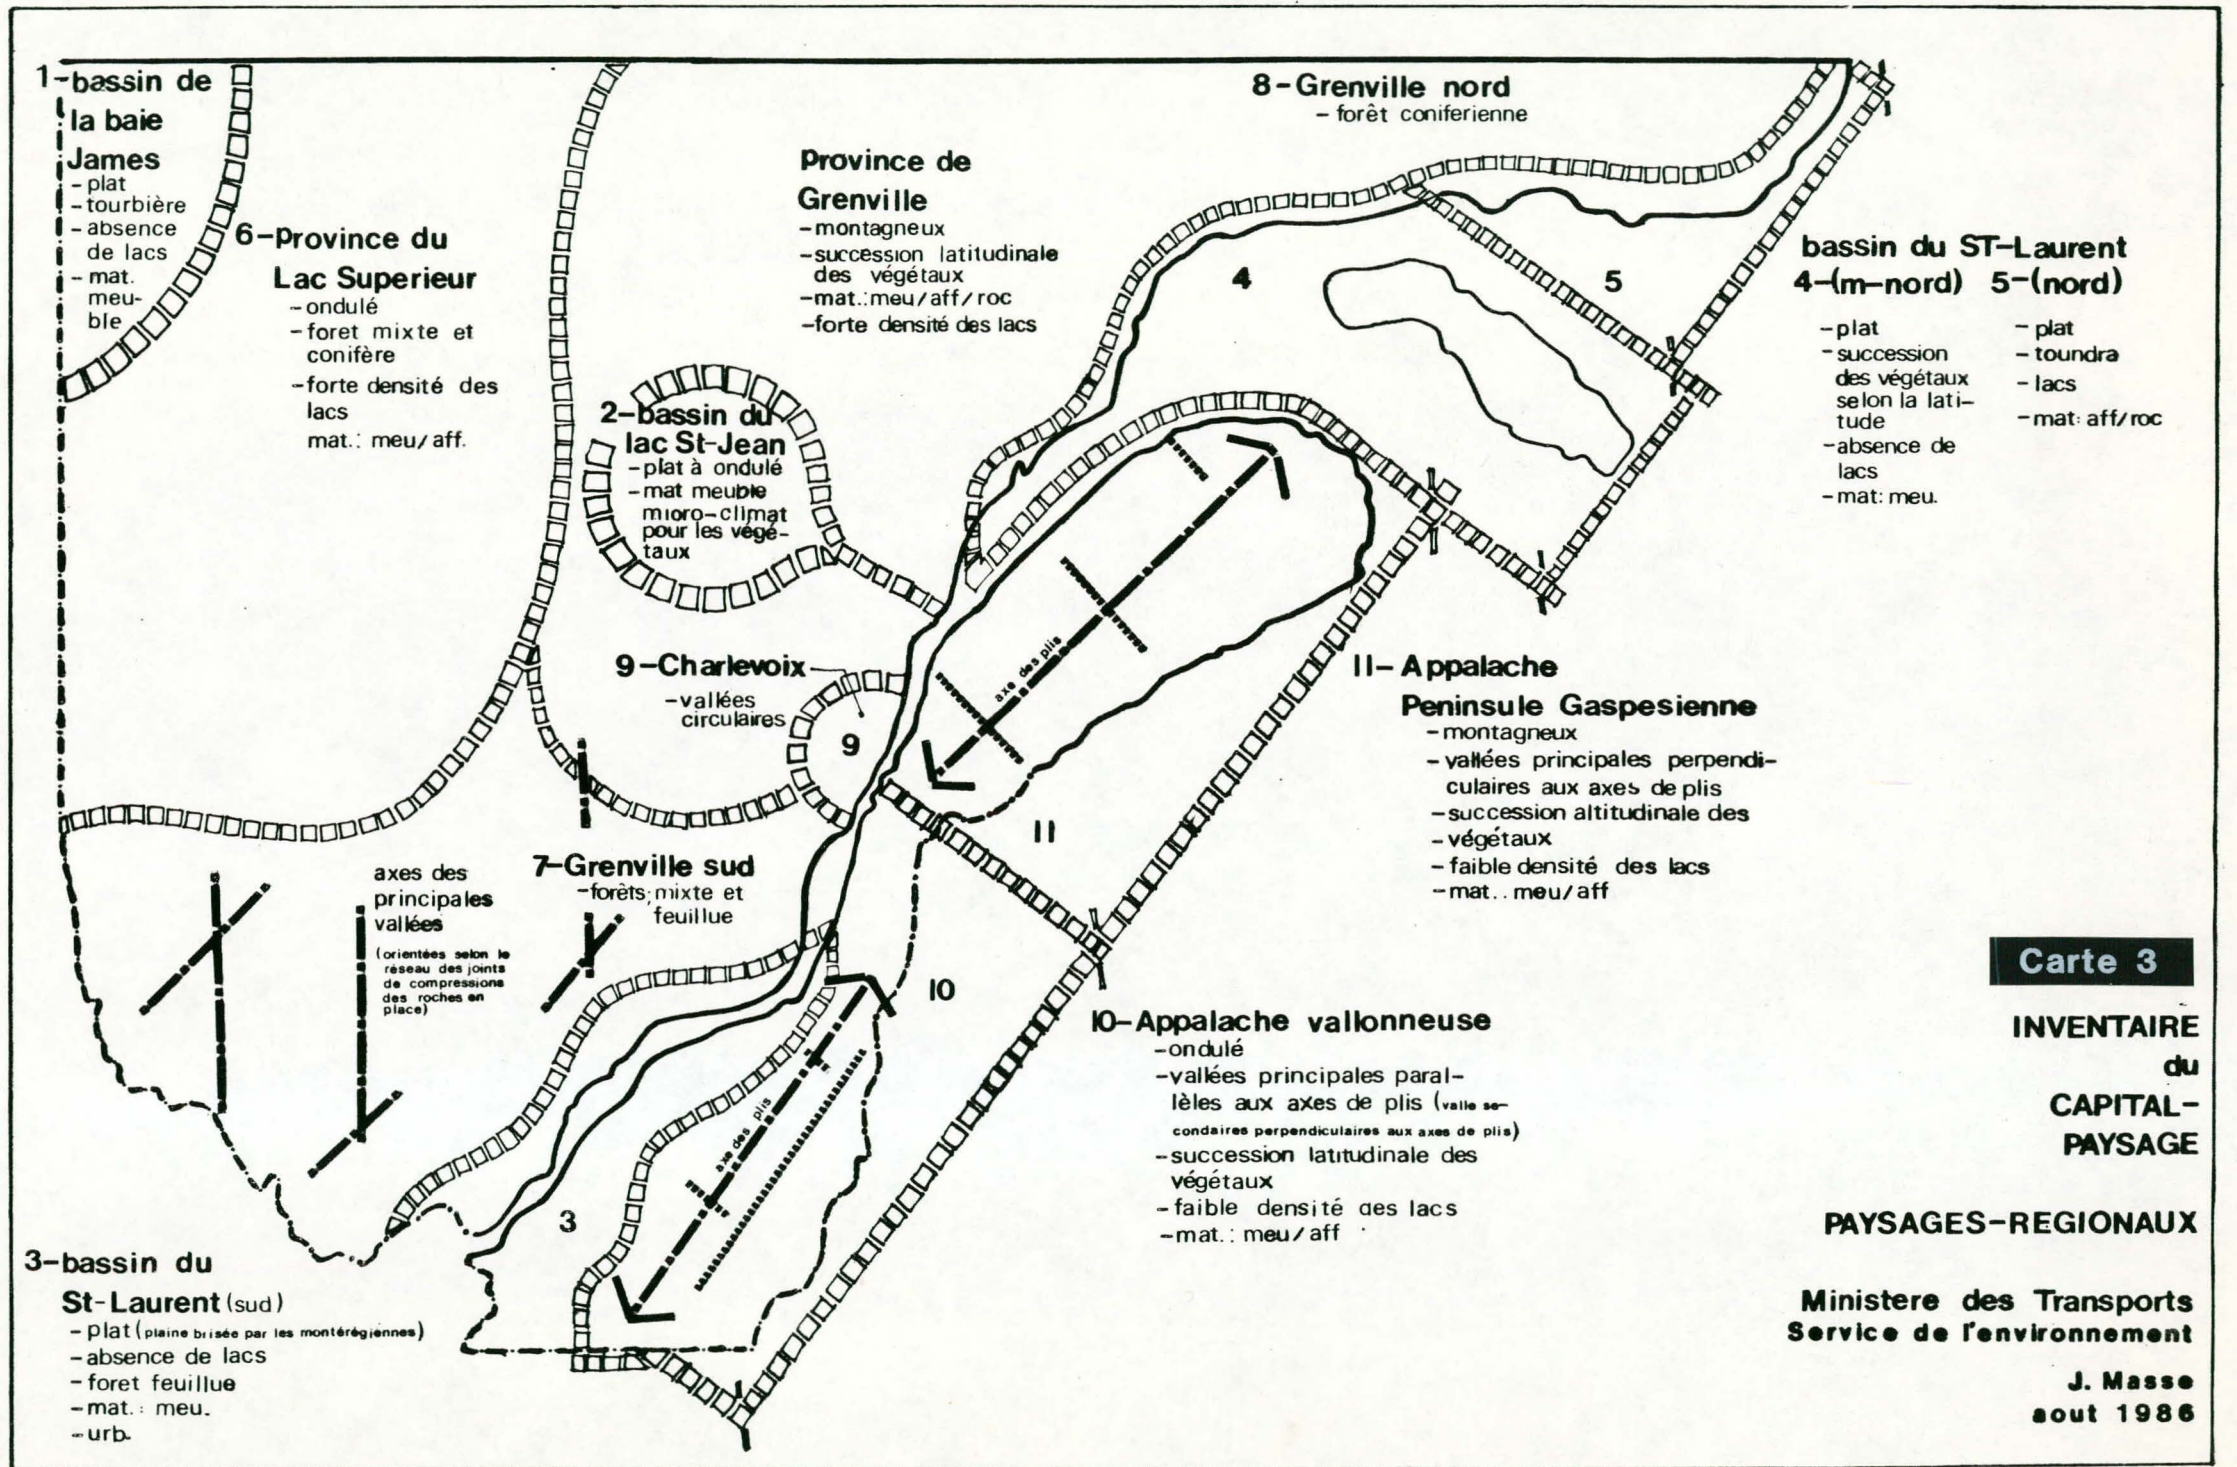 1-bassin de
la baie
James
-plat
-tourbière
-absence
de lacs
-mat.
meu-
ble
6-Province du
Lac Superieur
-ondulé
-foret mixte et
conifère
-forte densité des
lacs
mat.: meu/aff.
Province de
Grenville
-montagneux
-succession latitudinale
des végétaux
-mat.:meu/aff/roc
-forte densité des lacs
8-Grenville nord
-forêt coniferienne
4
5
bassin du ST-Laurent
4-(m-nord) 5-(nord)
-plat
-succession
des végétaux
selon la lati-
tude
-absence de
lacs
-mat: meu.
-plat
-toundra
-lacs
-mat: aff/roc
2-bassin du
lac St-Jean
-plat à ondulé
-mat meuble
micro-climat
pour les végé-
taux
9-Charlevoix
-vallées
circulaires
9
axe des plis
11
11-Appalache
Peninsule Gaspesienne
-montagneux
-vallées principales perpendi-
culaires aux axes de plis
-succession altitudinale des
-végétaux
-faible densité des lacs
-mat.. meu/aff
axes des
principales
vallées
(orientées selon le
réseau des joints
de compressions
des roches en
place)
7-Grenville sud
-forèts;mixte et
feuillue
10
axe des plis
3
10-Appalache vallonneuse
-ondulé
-vallées principales paral-
lèles aux axes de plis (valle se-
condaires perpendiculaires aux axes de plis)
-succession latitudinale des
végétaux
-faible densité des lacs
-mat.: meu/aff
3-bassin du
St-Laurent (sud)
-plat (plaine brisée par les montérégiennes)
-absence de lacs
-foret feuillue
-mat.: meu.
-urb.
Carte 3
INVENTAIRE
du
CAPITAL-
PAYSAGE
PAYSAGES-REGIONAUX
Ministere des Transports
Service de l'environnement
J. Masse
aout 1986